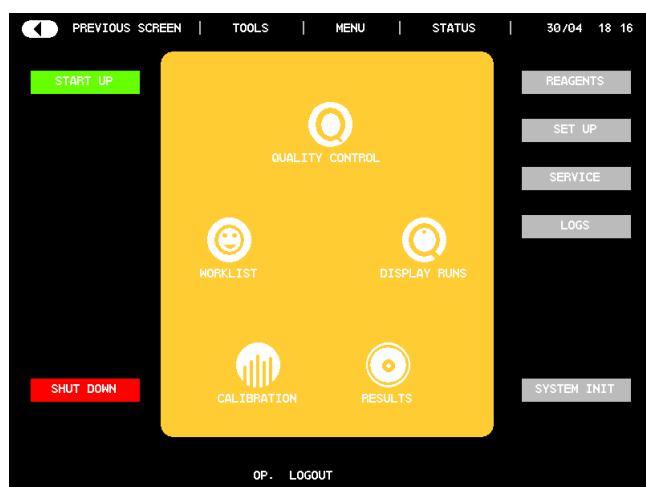 PREVIOUS SCREEN | TOOLS | MENU | STATUS | 30/04 18 16
START UP
REAGENTS
QUALITY CONTROL
SET UP
SERVICE
LOGS
WORKLIST
DISPLAY RUNS
SHUT DOWN
CALIBRATION
RESULTS
SYSTEM INIT
OP. LOGOUT